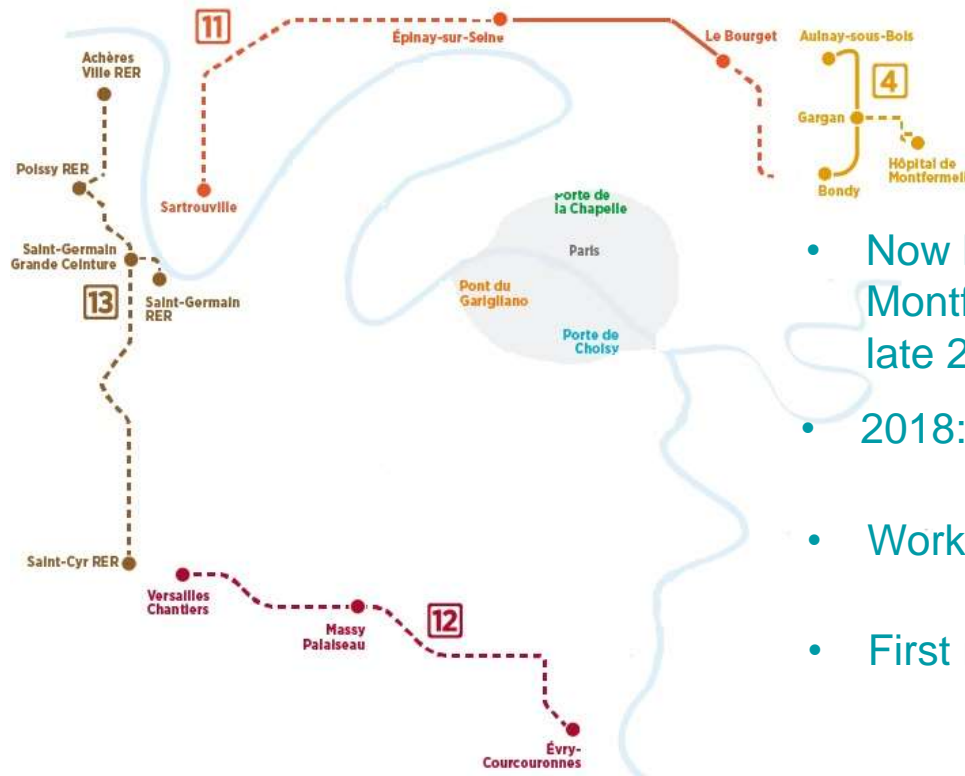 11
Épinay-sur-Seine
Le Bourget
Aulnay-sous-Bois
Achères
Ville RER
4
Gargan
Hôpital de
Montfermeil
Bondy
Poissy RER
Sartrouville
Porte de
la Chapelle
Paris
Saint-Germain
Grande Ceinture
13
Saint-Germain
RER
Pont du
Garigliano
Porte de
Choisy
• Now
Montf
late 2
• 2018:
• Work
• First
Saint-Cyr RER
Versailles
Chantiers
Massy
Palaiseau
12
Évry-
Courcouronnes